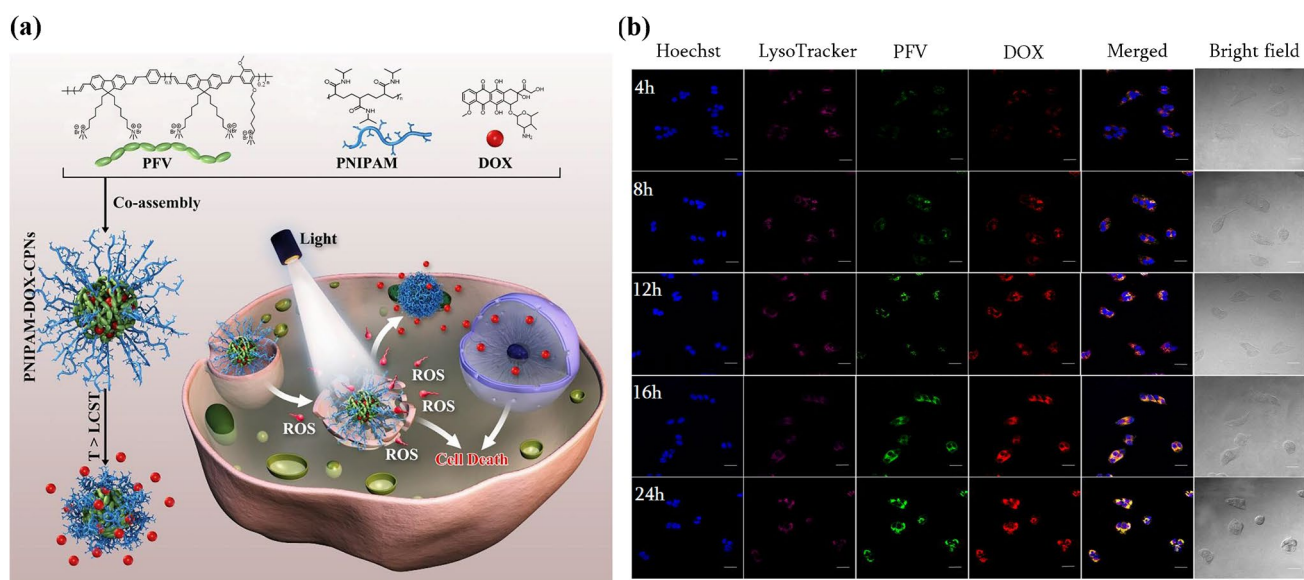 (a)
PFV
PNIPAM
DOX
Co-assembly
PNIPAM-DOX-CPNs
T > LCST
Light
ROS
ROS
ROS
ROS
ROS
Cell Death
(b)
Hoechst LysoTracker PFV DOX Merged Bright field
4h
8h
12h
16h
24h